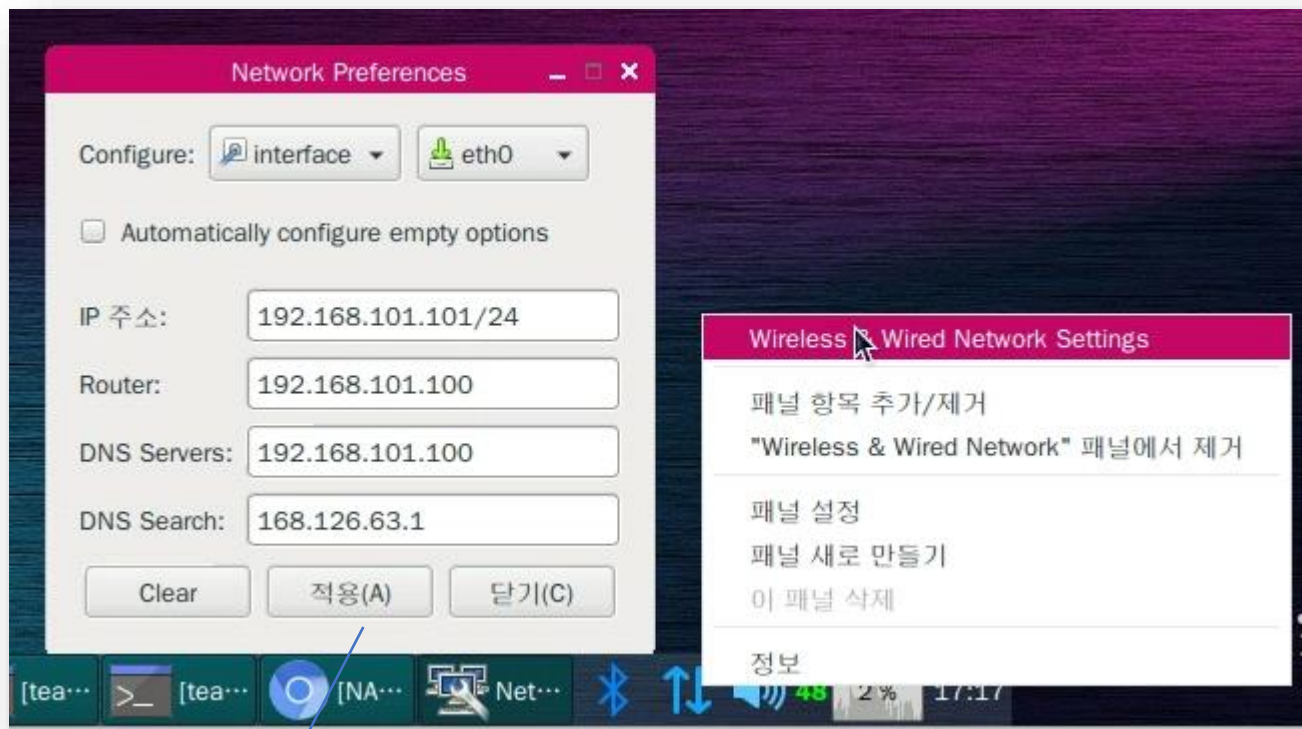 Network Preferences
Configure: interface eth0
Automatically configure empty options
IP 주소: 192.168.101.101/24
Router: 192.168.101.100
DNS Servers: 192.168.101.100
DNS Search: 168.126.63.1
Clear 적용(A) 닫기(C)
Wireless & Wired Network Settings
패널 항목 추가/제거
"Wireless & Wired Network" 패널에서 제거
패널 설정
패널 새로 만들기
이 패널 삭제
정보
[tea… >_ [tea… [NA… Net… 48 2 % 17:17